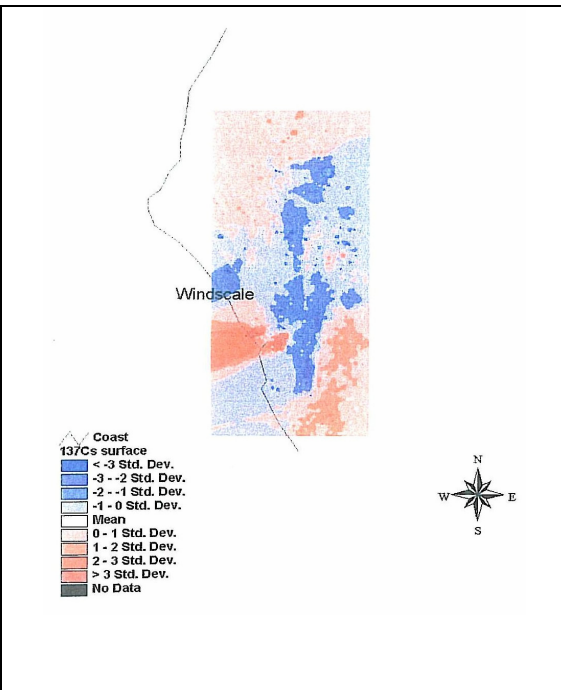 Windscale
Coast
137Cs surface
< -3 Std. Dev.
-3 - -2 Std. Dev.
-2 - -1 Std. Dev.
-1 - 0 Std. Dev.
Mean
0 - 1 Std. Dev.
1 - 2 Std. Dev.
2 - 3 Std. Dev.
> 3 Std. Dev.
No Data
N
W E
S